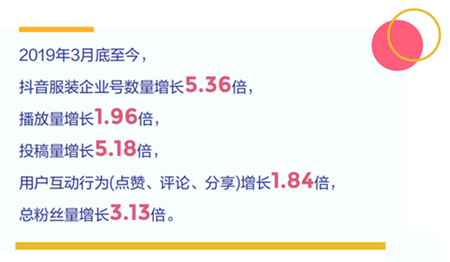 2019年3月底至今，
抖音服装企业号数量增长5.36倍，
播放量增长1.96倍，
投稿量增长5.18倍，
用户互动行为(点赞、评论、分享)增长1.84倍，
总粉丝量增长3.13倍。